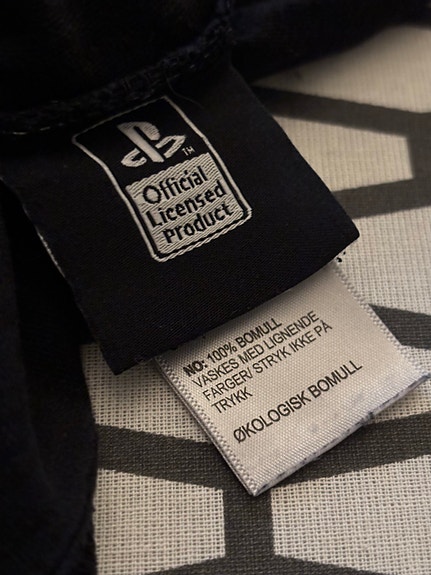 TM
Official
Licensed
Product
NO: 100% BOMULL
VASKES MED LIGNENDE
FARGER/ STRYK IKKE PÅ
TRYKK
ØKOLOGISK BOMULL